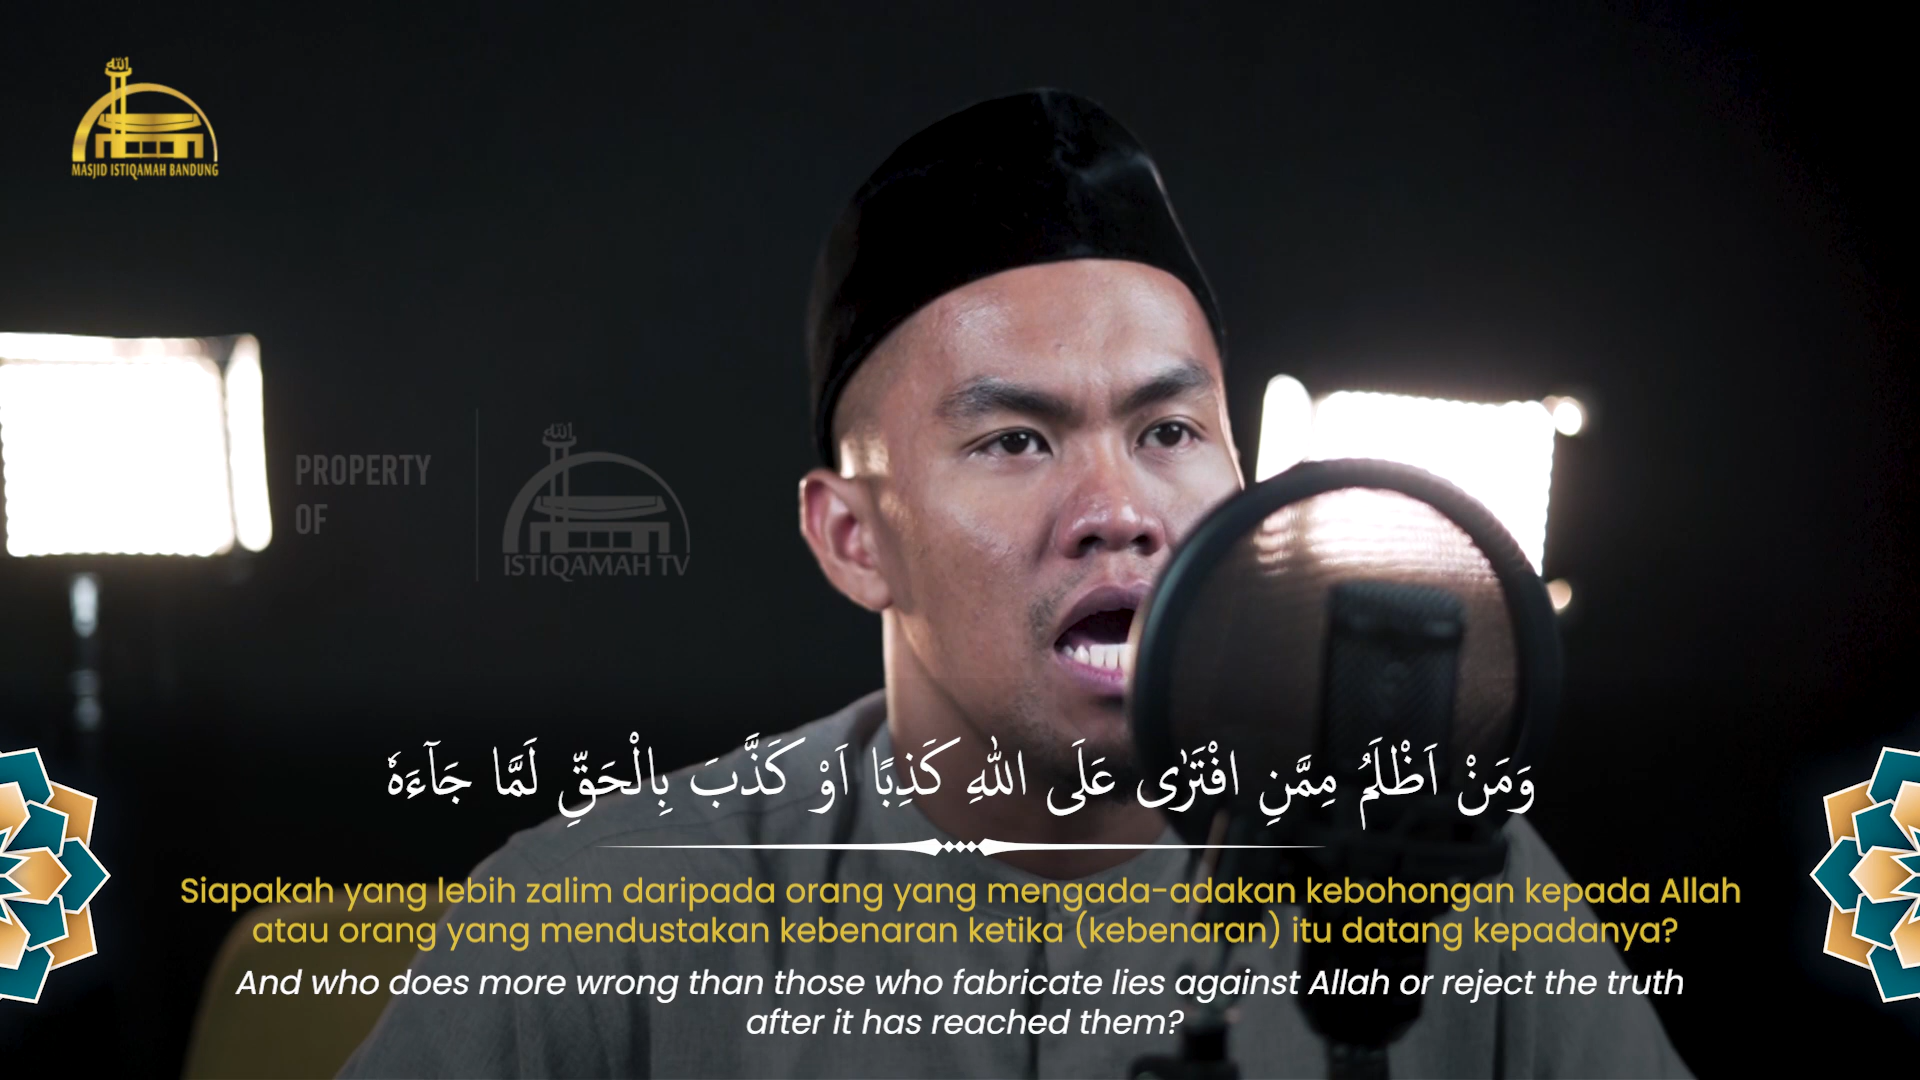 الله
MASJID ISTIQAMAH BANDUNG
PROPERTY
OF
الله
ISTIQAMAH TV
وَمَنْ اَظْلَمُ مِمَّنِ افْتَرٰى عَلَى اللّٰهِ كَذِبًا اَوْ كَذَّبَ بِالْحَقِّ لَمَّا جَاۤءَهٗ
Siapakah yang lebih zalim daripada orang yang mengada-adakan kebohongan kepada Allah
atau orang yang mendustakan kebenaran ketika (kebenaran) itu datang kepadanya?
And who does more wrong than those who fabricate lies against Allah or reject the truth
after it has reached them?